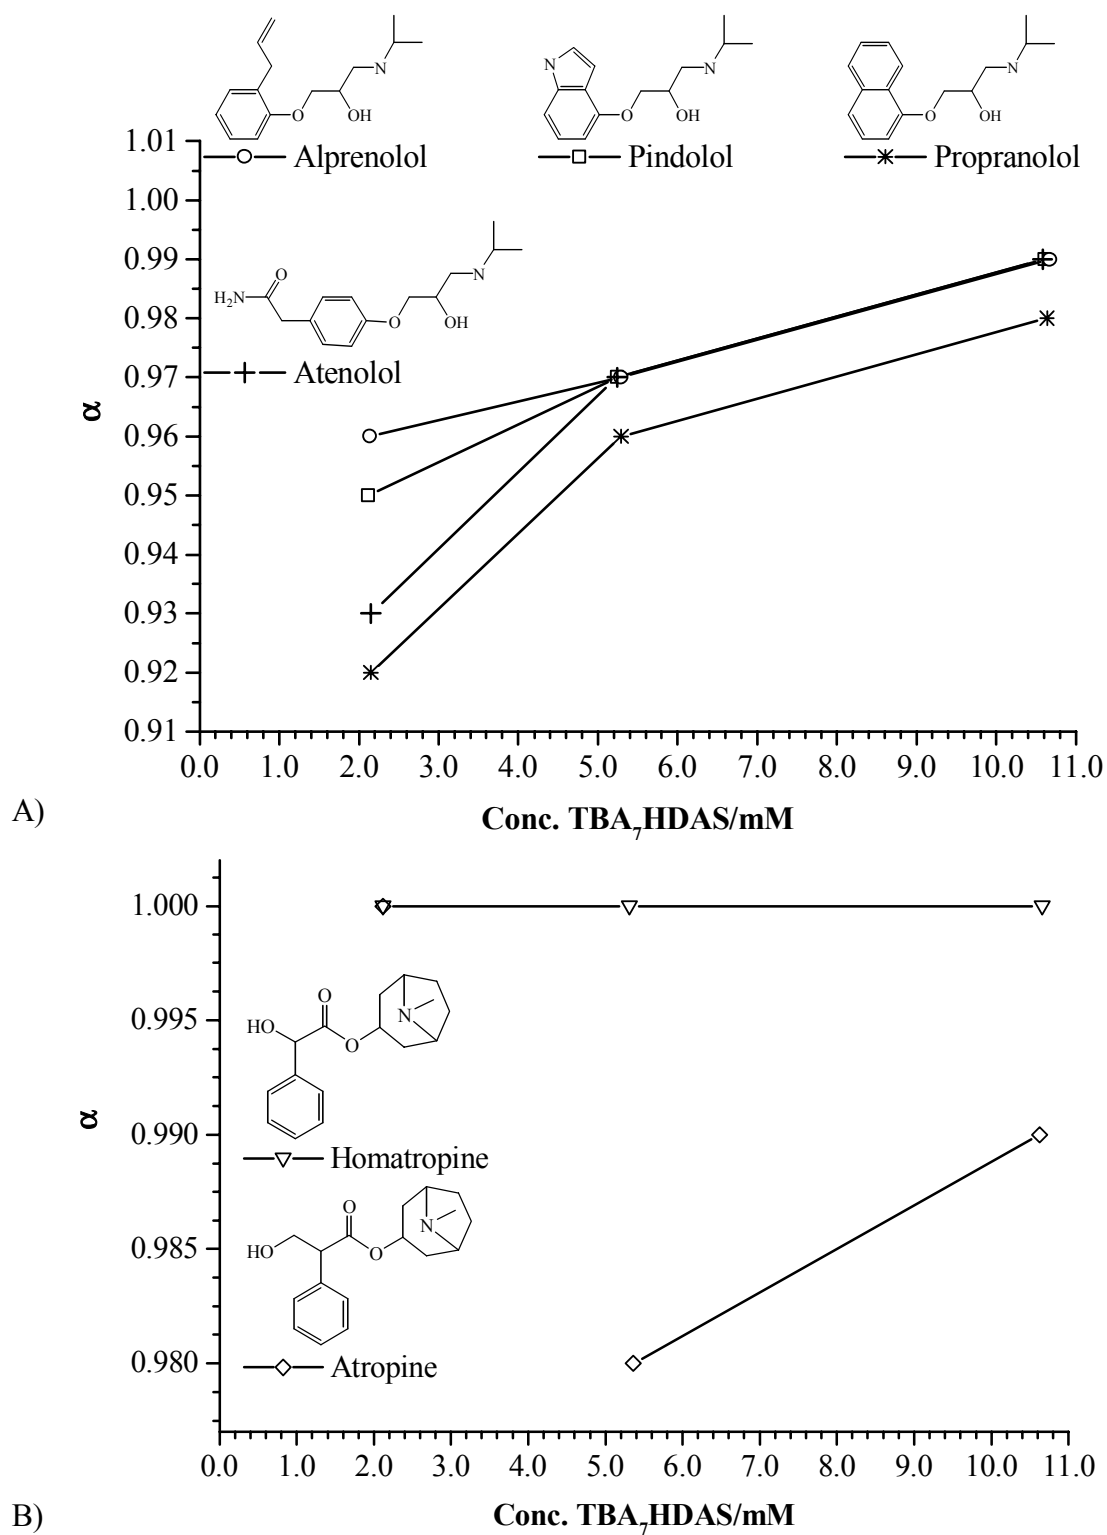 N
N
N
N
O
OH
O
OH
O
OH
1.01
Alprenolol
Pindolol
Propranolol
1.00
0.99
O
N
H2N
0.98
O
OH
0.97
Atenolol
α
0.96
0.95
0.94
0.93
0.92
0.91
0.0 1.0 2.0 3.0 4.0 5.0 6.0 7.0 8.0 9.0 10.0 11.0
A)
Conc. TBA7HDAS/mM
1.000
0.995
O
HO
N
O
α
0.990
Homatropine
O
N
HO
O
0.985
0.980
Atropine
0.0 1.0 2.0 3.0 4.0 5.0 6.0 7.0 8.0 9.0 10.0 11.0
B)
Conc. TBA7HDAS/mM